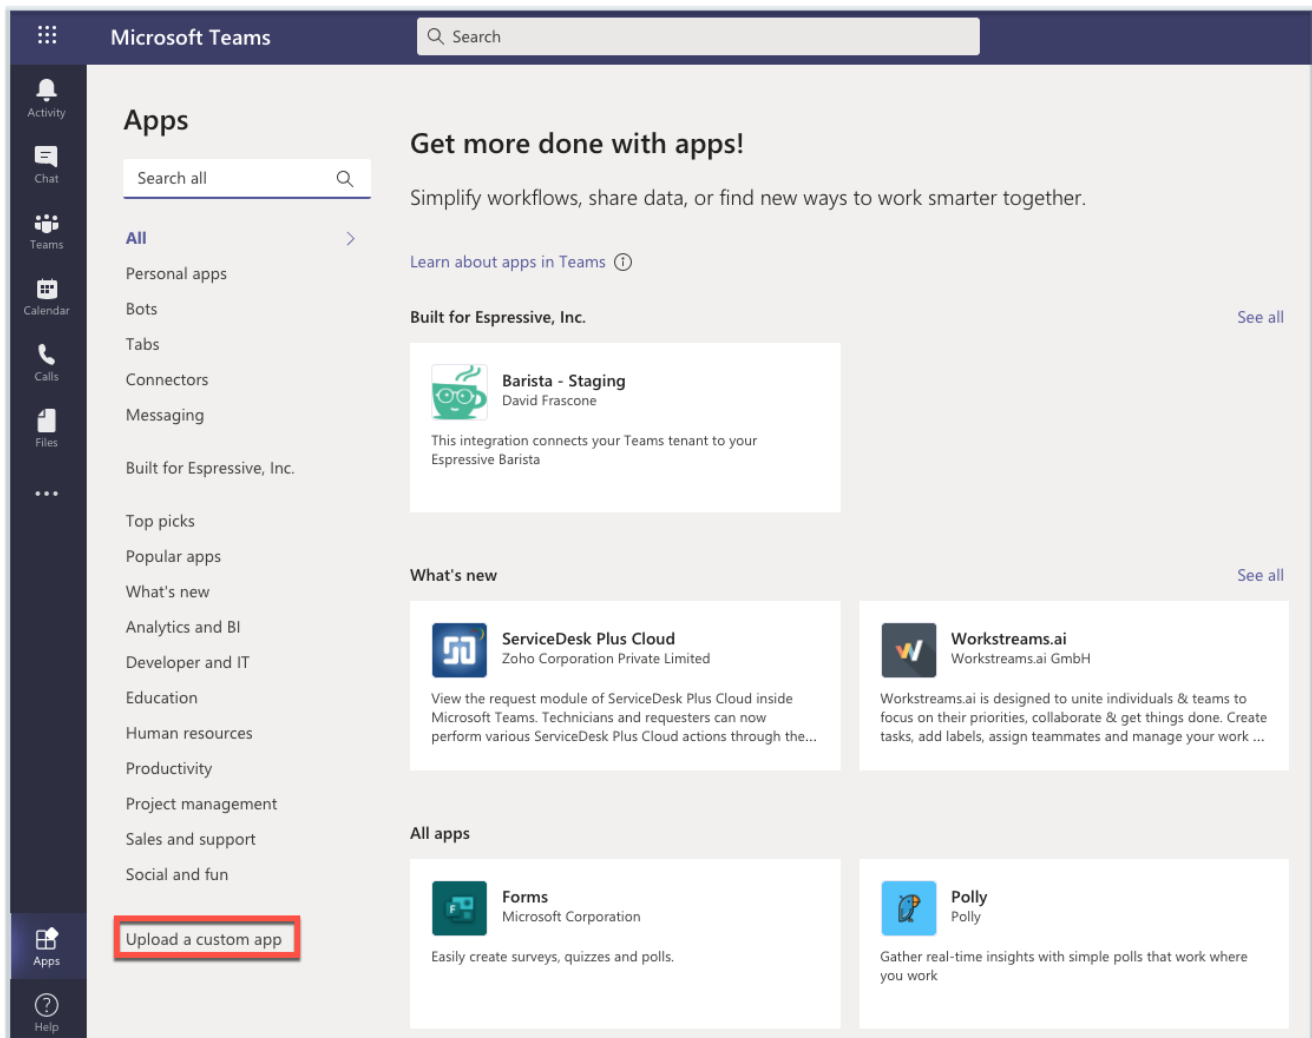 Microsoft Teams
Search
Activity
Chat
Teams
Calendar
Calls
Files
Apps
Help
Apps
Search all
All
Personal apps
Bots
Tabs
Connectors
Messaging
Built for Espressive, Inc.
Top picks
Popular apps
What's new
Analytics and BI
Developer and IT
Education
Human resources
Productivity
Project management
Sales and support
Social and fun
Upload a custom app
Get more done with apps!
Simplify workflows, share data, or find new ways to work smarter together.
Learn about apps in Teams
Built for Espressive, Inc.
See all
Barista - Staging
David Frascone
This integration connects your Teams tenant to your
Espressive Barista
What's new
See all
ServiceDesk Plus Cloud
Zoho Corporation Private Limited
View the request module of ServiceDesk Plus Cloud inside
Microsoft Teams. Technicians and requesters can now
perform various ServiceDesk Plus Cloud actions through the...
Workstreams.ai
Workstreams.ai GmbH
Workstreams.ai is designed to unite individuals & teams to
focus on their priorities, collaborate & get things done. Create
tasks, add labels, assign teammates and manage your work ...
All apps
Forms
Microsoft Corporation
Easily create surveys, quizzes and polls.
Polly
Polly
Gather real-time insights with simple polls that work where
you work